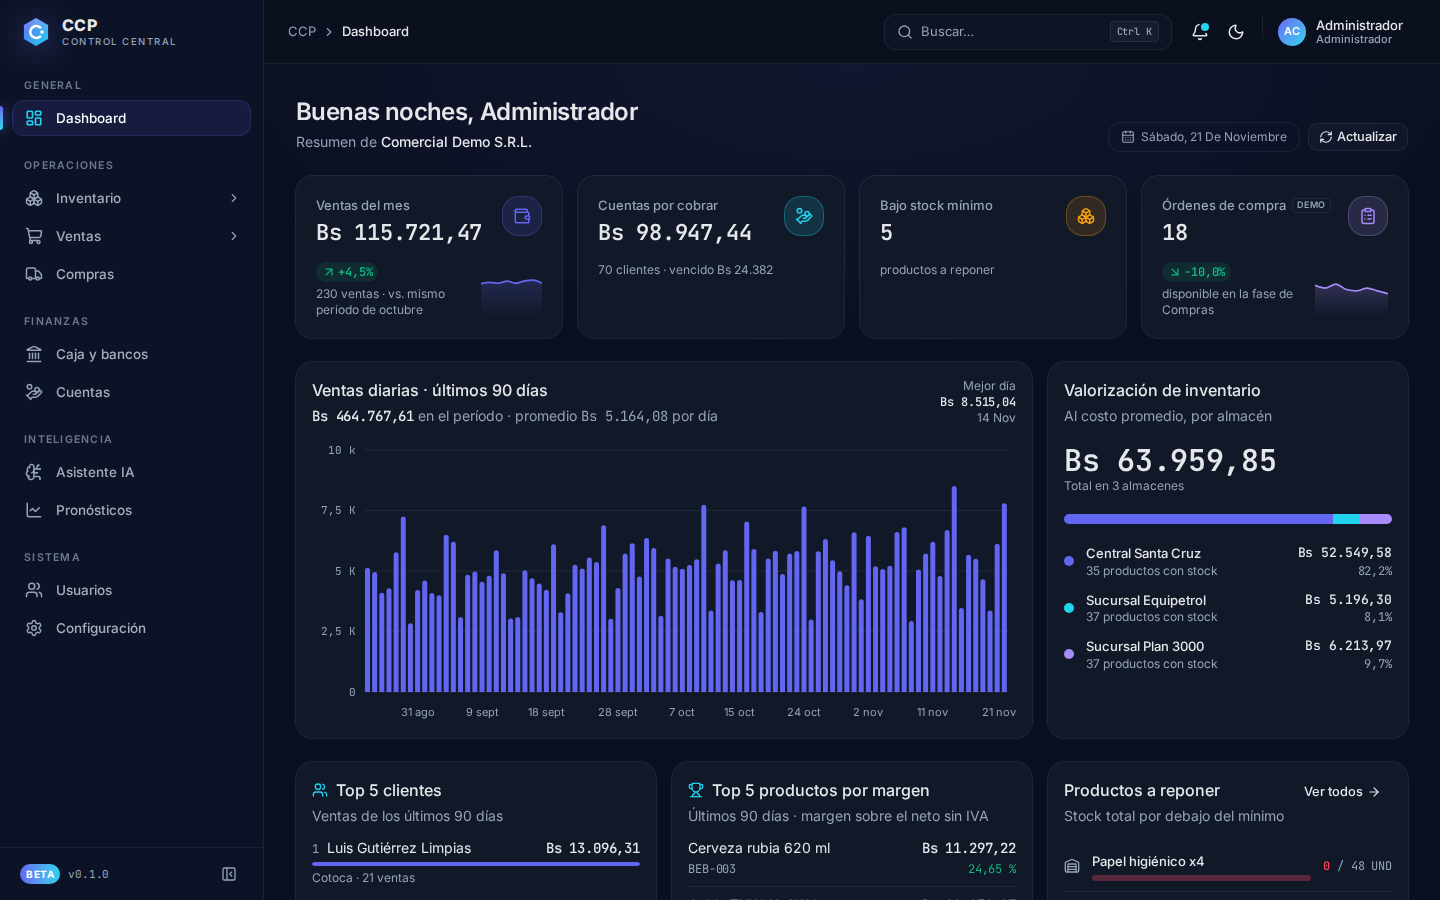 CCP
CONTROL CENTRAL
GENERAL
Dashboard
OPERACIONES
Inventario
Ventas
Compras
FINANZAS
Caja y bancos
Cuentas
INTELIGENCIA
Asistente IA
Pronósticos
SISTEMA
Usuarios
Configuración
BETA v0.1.0
CCP > Dashboard
Buscar...
Ctrl K
AC
Administrador
Administrador
Buenas noches, Administrador
Resumen de Comercial Demo S.R.L.
Sábado, 21 De Noviembre
Actualizar
Ventas del mes
Bs 115.721,47
+4,5%
230 ventas · vs. mismo
período de octubre
Cuentas por cobrar
Bs 98.947,44
70 clientes · vencido Bs 24.382
Bajo stock mínimo
5
productos a reponer
Órdenes de compra DEMO
18
-10,0%
disponible en la fase de
Compras
Ventas diarias · últimos 90 días
Bs 464.767,61 en el período · promedio Bs 5.164,08 por día
Mejor día
Bs 8.515,04
14 Nov
10 k
7,5 K
5 K
2,5 K
0
31 ago
9 sept
18 sept
28 sept
7 oct
15 oct
24 oct
2 nov
11 nov
21 nov
Valorización de inventario
Al costo promedio, por almacén
Bs 63.959,85
Total en 3 almacenes
Central Santa Cruz Bs 52.549,58
35 productos con stock 82,2%
Sucursal Equipetrol Bs 5.196,30
37 productos con stock 8,1%
Sucursal Plan 3000 Bs 6.213,97
37 productos con stock 9,7%
Top 5 clientes
Ventas de los últimos 90 días
1 Luis Gutiérrez Limpias Bs 13.096,31
Cotoca · 21 ventas
Top 5 productos por margen
Últimos 90 días · margen sobre el neto sin IVA
Cerveza rubia 620 ml Bs 11.297,22
BEB-003 24,65 %
Productos a reponer
Ver todos
Stock total por debajo del mínimo
Papel higiénico x4 0 / 48 UND